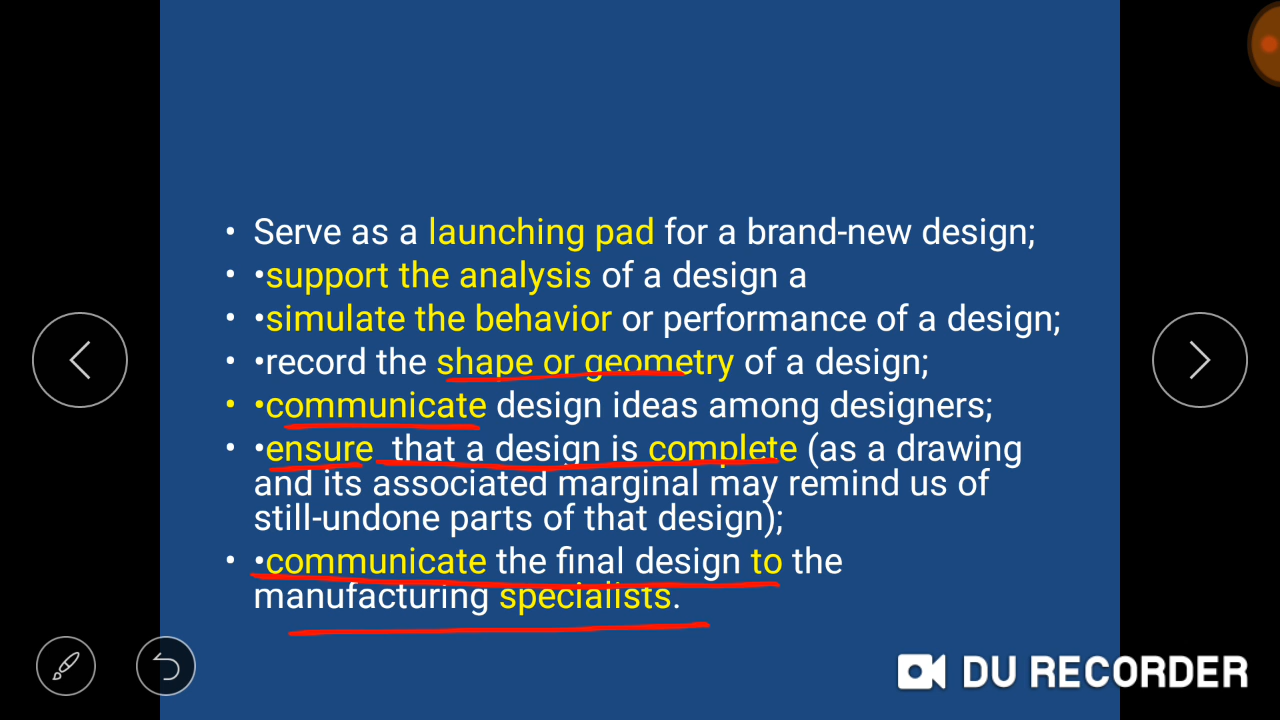 • Serve as a launching pad for a brand-new design;
• •support the analysis of a design a
• •simulate the behavior or performance of a design;
• •record the shape or geometry of a design;
• •communicate design ideas among designers;
• •ensure  that a design is complete (as a drawing
and its associated marginal may remind us of
still-undone parts of that design);
• •communicate the final design to the
manufacturing specialists.
DU RECORDER